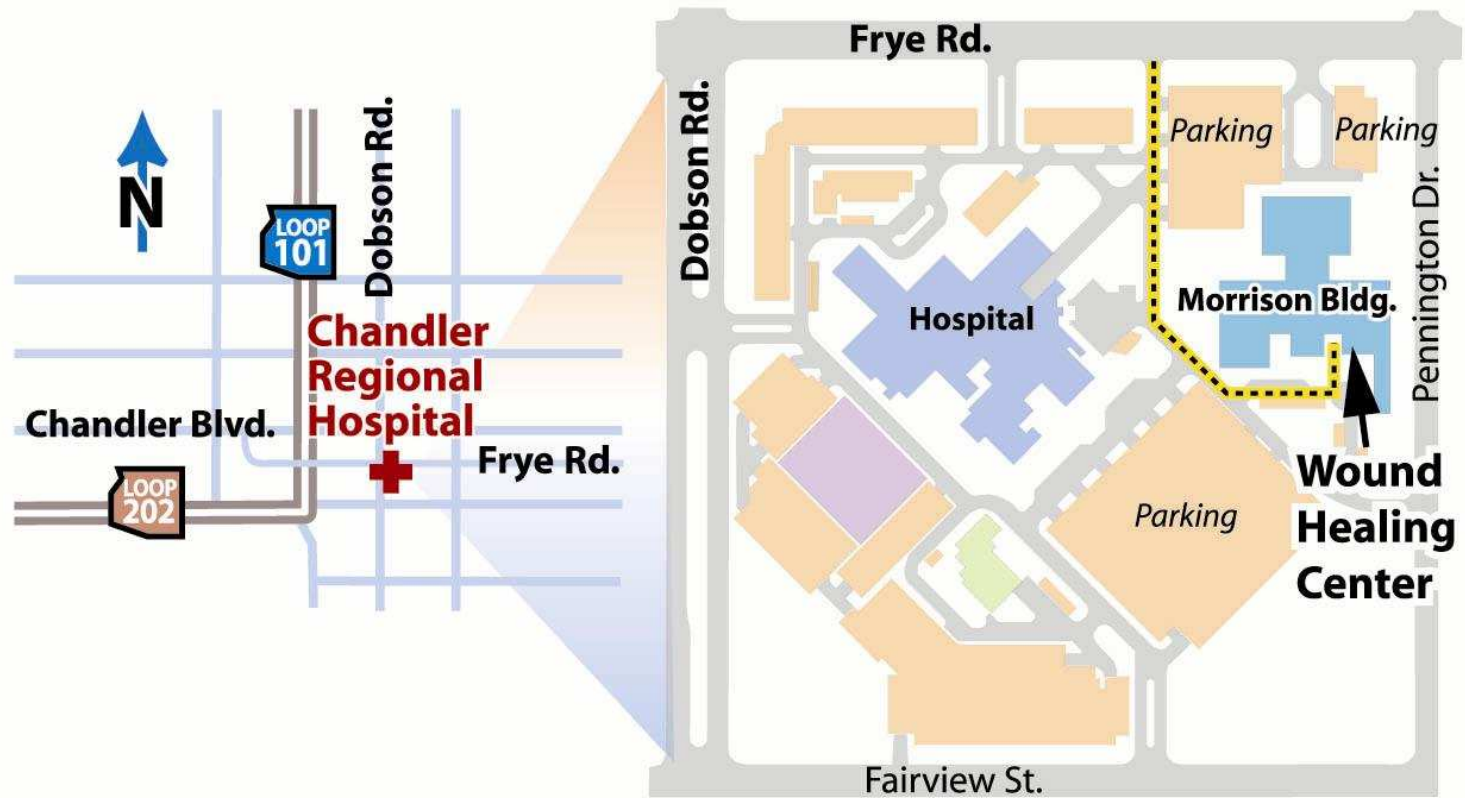 N
LOOP
101
Dobson Rd.
Chandler
Regional
Hospital
Chandler Blvd.
Frye Rd.
LOOP
202
Frye Rd.
Dobson Rd.
Parking
Parking
Pennington Dr.
Hospital
Morrison Bldg.
Parking
Wound
Healing
Center
Fairview St.